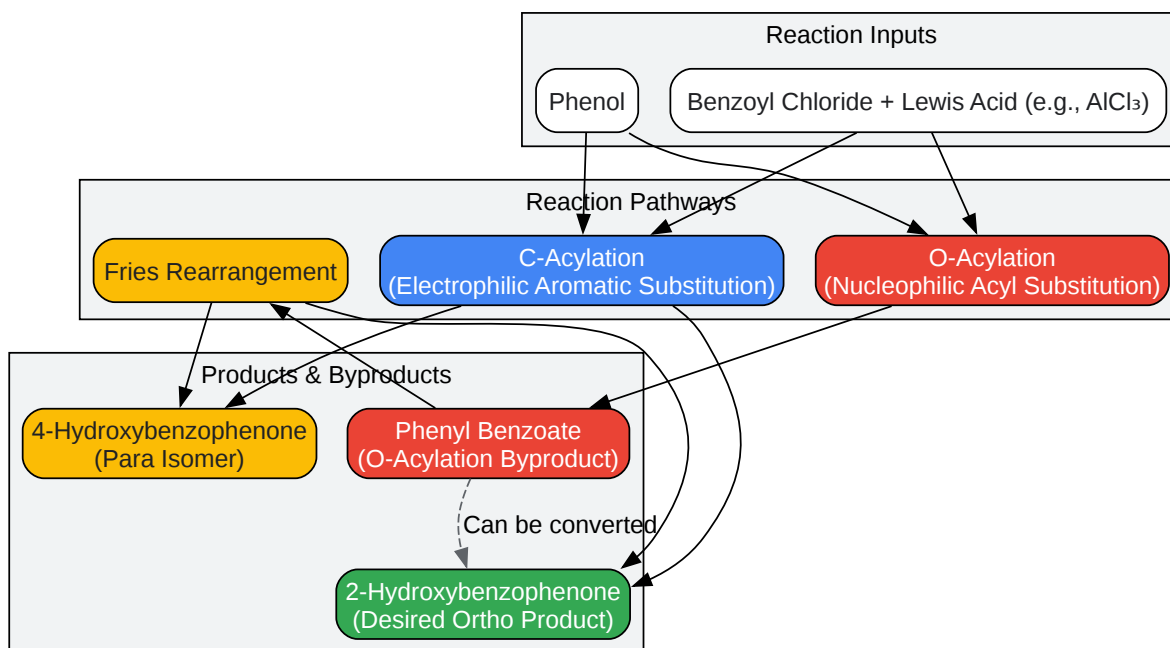 Reaction Inputs
Phenol
Benzoyl Chloride + Lewis Acid (e.g., AlCl₃)
Reaction Pathways
Fries Rearrangement
C-Acylation
(Electrophilic Aromatic Substitution)
O-Acylation
(Nucleophilic Acyl Substitution)
Products & Byproducts
4-Hydroxybenzophenone
(Para Isomer)
Phenyl Benzoate
(O-Acylation Byproduct)
Can be converted
2-Hydroxybenzophenone
(Desired Ortho Product)